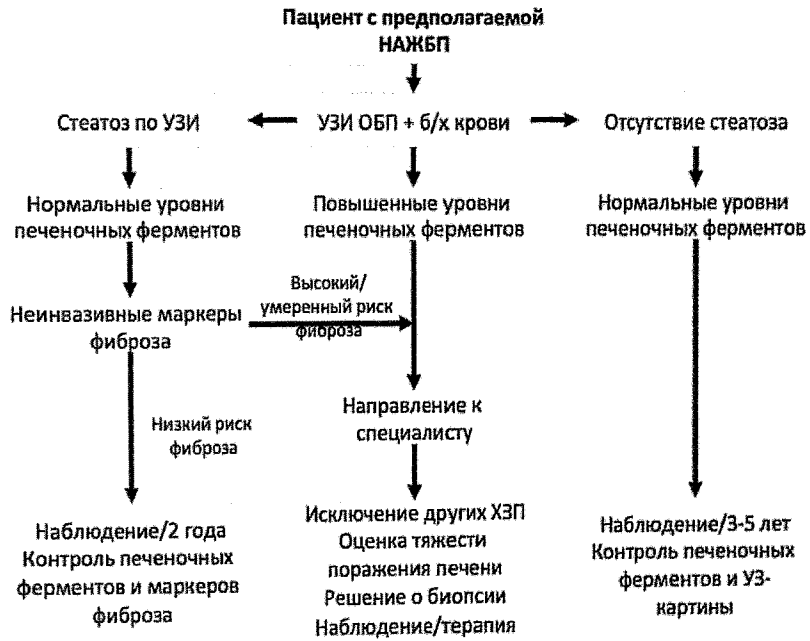 Пациент с предполагаемой
НАЖБП
Стеатоз по УЗИ
УЗИ ОБП + б/х крови
Отсутствие стеатоза
Нормальные уровни
печеночных ферментов
Повышенные уровни
печеночных ферментов
Нормальные уровни
печеночных ферментов
Неинвазивные маркеры
фиброза
Высокий/
умеренный риск
фиброза
Низкий риск
фиброза
Направление к
специалисту
Наблюдение/2 года
Контроль печеночных
ферментов и маркеров
фиброза
Исключение других ХЗП
Оценка тяжести
поражения печени
Решение о биопсии
Наблюдение/терапия
Наблюдение/3-5 лет
Контроль печеночных
ферментов и УЗ-
картины